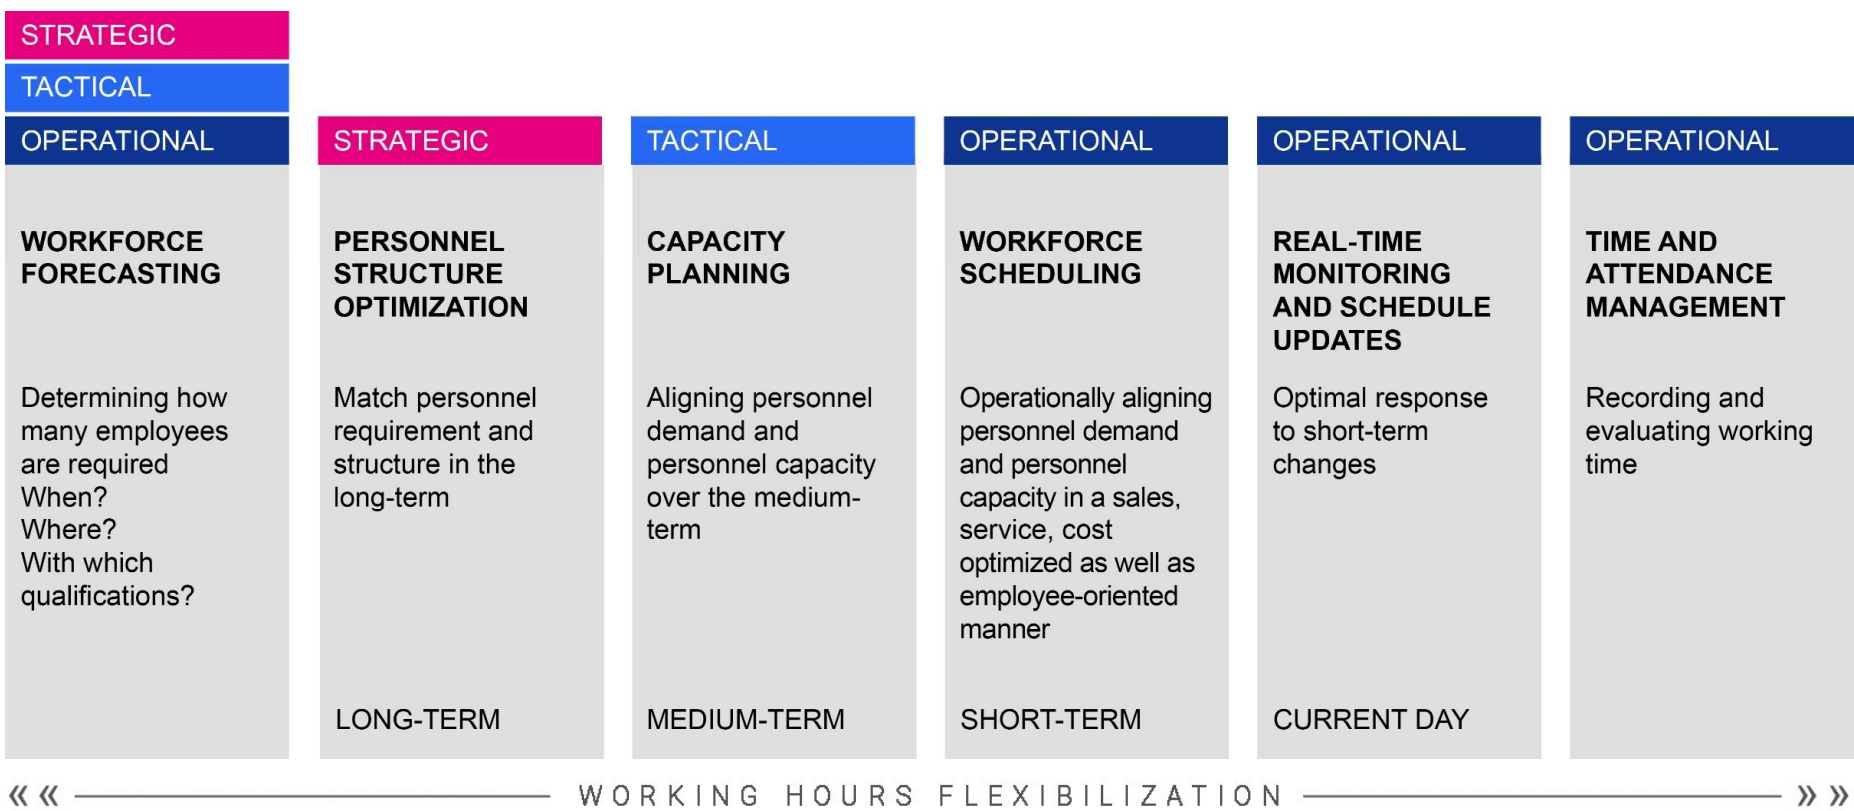 STRATEGIC
TACTICAL
OPERATIONAL
WORKFORCE
FORECASTING
Determining how
many employees
are required
When?
Where?
With which
qualifications?
STRATEGIC
PERSONNEL
STRUCTURE
OPTIMIZATION
Match personnel
requirement and
structure in the
long-term
LONG-TERM
TACTICAL
CAPACITY
PLANNING
Aligning personnel
demand and
personnel capacity
over the medium-
term
MEDIUM-TERM
OPERATIONAL
WORKFORCE
SCHEDULING
Operationally aligning
personnel demand
and personnel
capacity in a sales,
service, cost
optimized as well as
employee-oriented
manner
SHORT-TERM
OPERATIONAL
REAL-TIME
MONITORING
AND SCHEDULE
UPDATES
Optimal response
to short-term
changes
CURRENT DAY
OPERATIONAL
TIME AND
ATTENDANCE
MANAGEMENT
Recording and
evaluating working
time
WORKING HOURS FLEXIBILIZATION